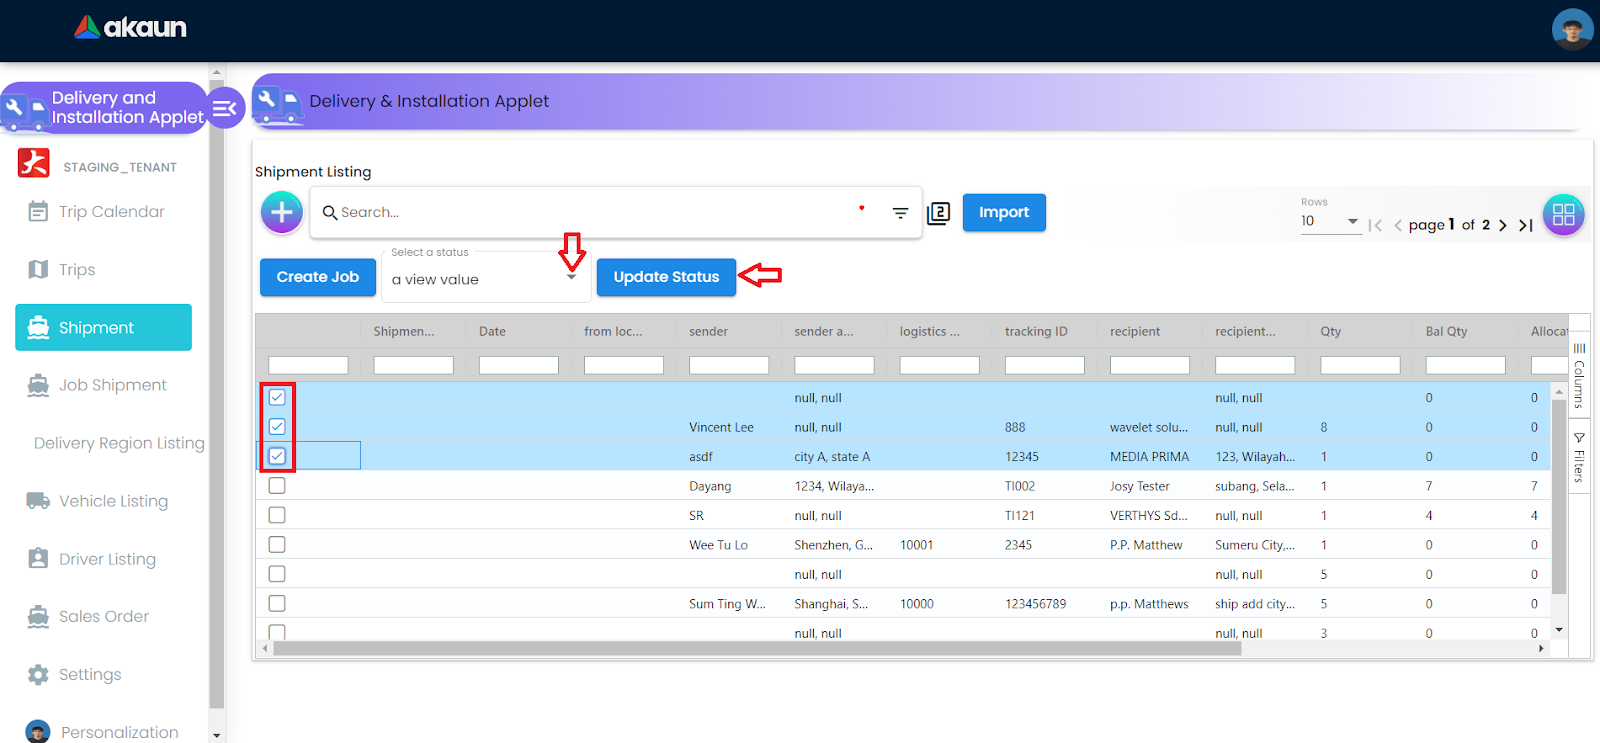 akaun
Delivery and
Installation Applet
Delivery & Installation Applet
STAGING_TENANT
Trip Calendar
Trips
Shipment
Job Shipment
Delivery Region Listing
Vehicle Listing
Driver Listing
Sales Order
Settings
Personalization
Shipment Listing
Search...
2
Import
Rows
10
page 1 of 2
Create Job
Select a status
a view value
Update Status
Shipmen... Date from loc... sender sender a... logistics ... tracking ID recipient recipient... Qty Bal Qty Allocat
null, null null, null 0 0
Vincent Lee null, null 888 wavelet solu... null, null 8 0 0
asdf city A, state A 12345 MEDIA PRIMA 123, Wilayah... 1 0 0
Dayang 1234, Wilaya... TI002 Josy Tester subang, Sela... 1 7 7
SR null, null TI121 VERTHYS Sd... null, null 1 4 4
Wee Tu Lo Shenzhen, G... 10001 2345 P.P. Matthew Sumeru City,... 1 0 0
null, null null, null 5 0 0
Sum Ting W... Shanghai, S... 10000 123456789 p.p. Matthews ship add city... 5 0 0
null, null null, null 3 0 0
Columns
Filters